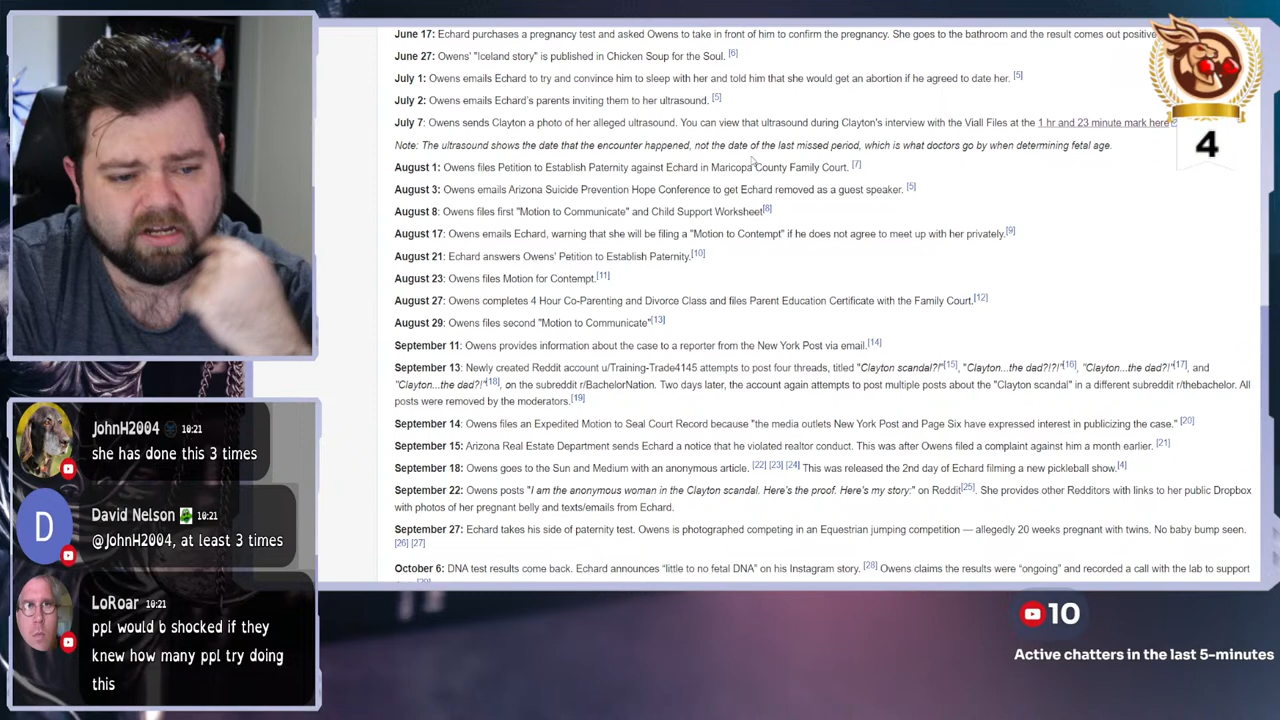 June 17: Echard purchases a pregnancy test and asked Owens to take in front of him to confirm the pregnancy. She goes to the bathroom and the result comes out positive
June 27: Owens' "Iceland story" is published in Chicken Soup for the Soul. [6]
July 1: Owens emails Echard to try and convince him to sleep with her and told him that she would get an abortion if he agreed to date her. [5]
July 2: Owens emails Echard's parents inviting them to her ultrasound. [5]
July 7: Owens sends Clayton a photo of her alleged ultrasound. You can view that ultrasound during Clayton's interview with the Viall Files at the 1 hr and 23 minute mark here
Note: The ultrasound shows the date that the encounter happened, not the date of the last missed period, which is what doctors go by when determining fetal age.
August 1: Owens files Petition to Establish Paternity against Echard in Maricopa County Family Court. [7]
August 3: Owens emails Arizona Suicide Prevention Hope Conference to get Echard removed as a guest speaker. [5]
August 8: Owens files first "Motion to Communicate" and Child Support Worksheet[8]
August 17: Owens emails Echard, warning that she will be filing a "Motion to Contempt" if he does not agree to meet up with her privately.[9]
August 21: Echard answers Owens' Petition to Establish Paternity.[10]
August 23: Owens files Motion for Contempt.[11]
August 27: Owens completes 4 Hour Co-Parenting and Divorce Class and files Parent Education Certificate with the Family Court.[12]
August 29: Owens files second "Motion to Communicate"[13]
September 11: Owens provides information about the case to a reporter from the New York Post via email.[14]
September 13: Newly created Reddit account u/Training-Trade4145 attempts to post four threads, titled "Clayton scandal?!"[15], "Clayton...the dad?!?!"[16], "Clayton...the dad?!"[17], and
"Clayton...the dad?!"[18], on the subreddit r/BachelorNation. Two days later, the account again attempts to post multiple posts about the "Clayton scandal" in a different subreddit r/thebachelor. All
posts were removed by the moderators.[19]
September 14: Owens files an Expedited Motion to Seal Court Record because "the media outlets New York Post and Page Six have expressed interest in publicizing the case." [20]
September 15: Arizona Real Estate Department sends Echard a notice that he violated realtor conduct. This was after Owens filed a complaint against him a month earlier. [21]
September 18: Owens goes to the Sun and Medium with an anonymous article. [22] [23] [24] This was released the 2nd day of Echard filming a new pickleball show.[4]
September 22: Owens posts "I am the anonymous woman in the Clayton scandal. Here's the proof. Here's my story:" on Reddit[25]. She provides other Redditors with links to her public Dropbox
with photos of her pregnant belly and texts/emails from Echard.
September 27: Echard takes his side of paternity test. Owens is photographed competing in an Equestrian jumping competition — allegedly 20 weeks pregnant with twins. No baby bump seen.
[26] [27]
October 6: DNA test results come back. Echard announces "little to no fetal DNA" on his Instagram story. [28] Owens claims the results were "ongoing" and recorded a call with the lab to support
4
JohnH2004 10:21
she has done this 3 times
David Nelson 10:21
@JohnH2004, at least 3 times
LoRoar 10:21
ppl would b shocked if they
knew how many ppl try doing
this
10
Active chatters in the last 5-minutes
D